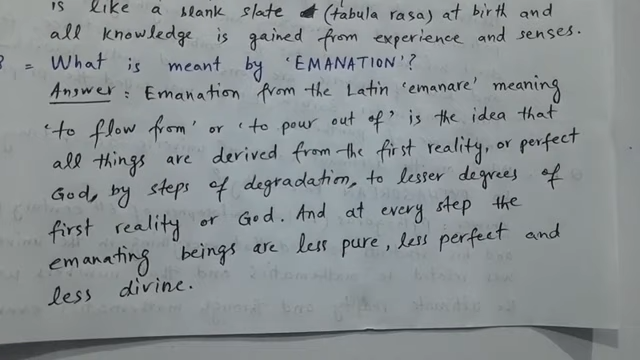 is like a blank slate (tabula rasa) at birth and
all knowledge is gained from experience and senses.
= What is meant by 'EMANATION'?
Answer : Emanation from the Latin 'emanare' meaning
'to flow from' or 'to pour out of' is the idea that
all things are derived from the first reality, or perfect
God, by steps of degradation, to lesser degrees of
first reality or God. And at every step the
emanating beings are less pure, less perfect and
less divine.